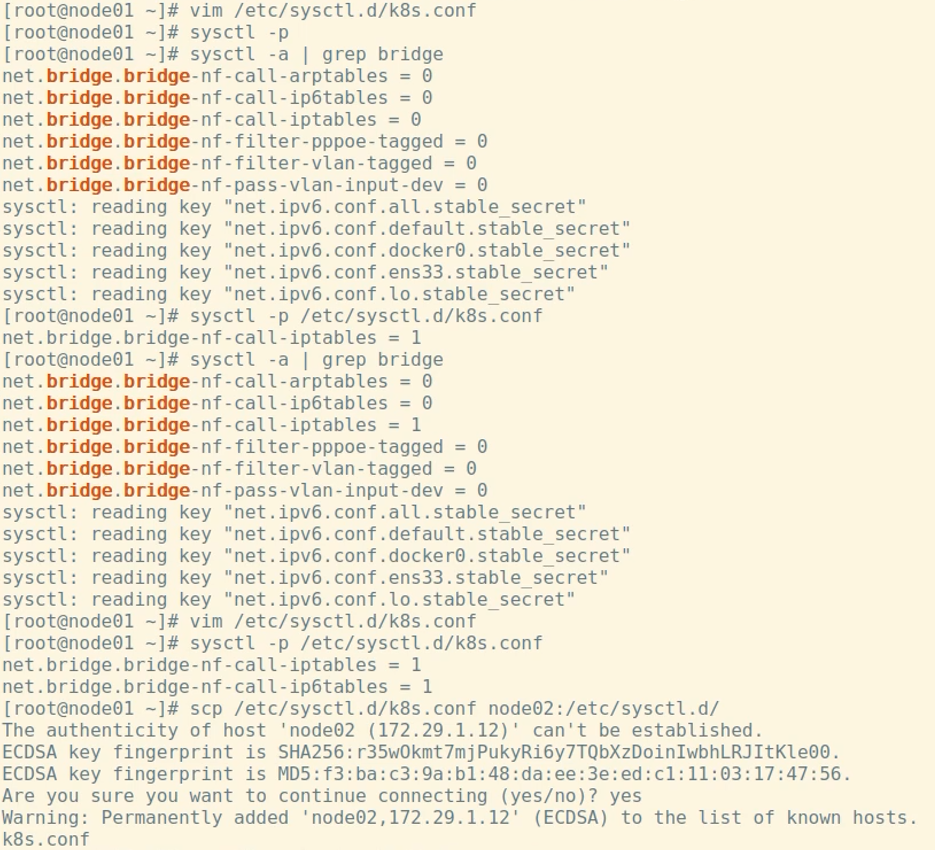 [root@node01 ~]# vim /etc/sysctl.d/k8s.conf
[root@node01 ~]# sysctl -p
[root@node01 ~]# sysctl -a | grep bridge
net.bridge.bridge-nf-call-arptables = 0
net.bridge.bridge-nf-call-ip6tables = 0
net.bridge.bridge-nf-call-iptables = 0
net.bridge.bridge-nf-filter-pppoe-tagged = 0
net.bridge.bridge-nf-filter-vlan-tagged = 0
net.bridge.bridge-nf-pass-vlan-input-dev = 0
sysctl: reading key "net.ipv6.conf.all.stable_secret"
sysctl: reading key "net.ipv6.conf.default.stable_secret"
sysctl: reading key "net.ipv6.conf.docker0.stable_secret"
sysctl: reading key "net.ipv6.conf.ens33.stable_secret"
sysctl: reading key "net.ipv6.conf.lo.stable_secret"
[root@node01 ~]# sysctl -p /etc/sysctl.d/k8s.conf
net.bridge.bridge-nf-call-iptables = 1
[root@node01 ~]# sysctl -a | grep bridge
net.bridge.bridge-nf-call-arptables = 0
net.bridge.bridge-nf-call-ip6tables = 0
net.bridge.bridge-nf-call-iptables = 1
net.bridge.bridge-nf-filter-pppoe-tagged = 0
net.bridge.bridge-nf-filter-vlan-tagged = 0
net.bridge.bridge-nf-pass-vlan-input-dev = 0
sysctl: reading key "net.ipv6.conf.all.stable_secret"
sysctl: reading key "net.ipv6.conf.default.stable_secret"
sysctl: reading key "net.ipv6.conf.docker0.stable_secret"
sysctl: reading key "net.ipv6.conf.ens33.stable_secret"
sysctl: reading key "net.ipv6.conf.lo.stable_secret"
[root@node01 ~]# vim /etc/sysctl.d/k8s.conf
[root@node01 ~]# sysctl -p /etc/sysctl.d/k8s.conf
net.bridge.bridge-nf-call-iptables = 1
net.bridge.bridge-nf-call-ip6tables = 1
[root@node01 ~]# scp /etc/sysctl.d/k8s.conf node02:/etc/sysctl.d/
The authenticity of host 'node02 (172.29.1.12)' can't be established.
ECDSA key fingerprint is SHA256:r35wOkmt7mjPukyRi6y7TQbXzDoinIwbhLRJItKle00.
ECDSA key fingerprint is MD5:f3:ba:c3:9a:b1:48:da:ee:3e:ed:c1:11:03:17:47:56.
Are you sure you want to continue connecting (yes/no)? yes
Warning: Permanently added 'node02,172.29.1.12' (ECDSA) to the list of known hosts.
k8s.conf